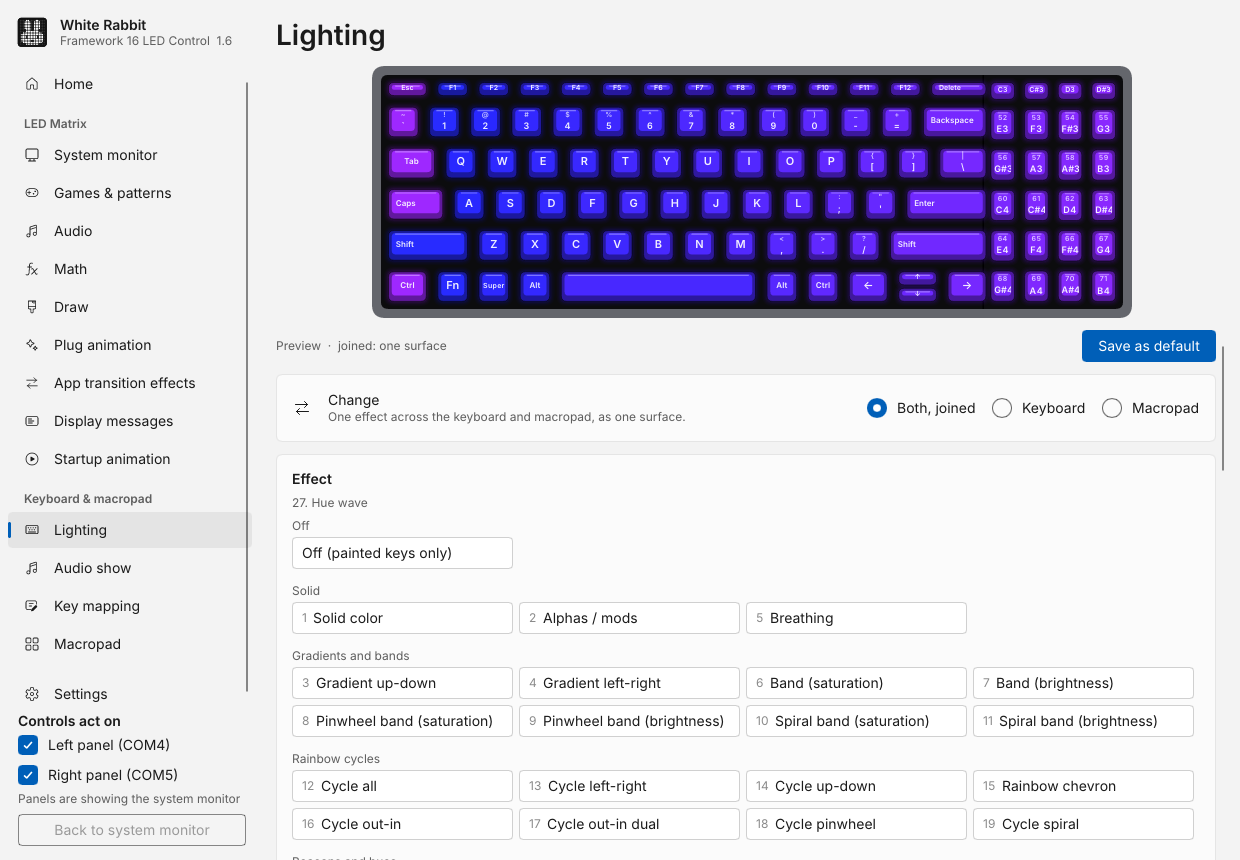 White Rabbit
Framework 16 LED Control 1.6
Home
LED Matrix
System monitor
Games & patterns
Audio
Math
Draw
Plug animation
App transition effects
Display messages
Startup animation
Keyboard & macropad
Lighting
Audio show
Key mapping
Macropad
Settings
Controls act on
Left panel (COM4)
Right panel (COM5)
Panels are showing the system monitor
Back to system monitor
Lighting
Esc F1 F2 F3 F4 F5 F6 F7 F8 F9 F10 F11 F12 Delete C3 C#3 D3 D#3
~ ! @ # $ % ^ & * ( ) _ + 52 53 54 55
` 1 2 3 4 5 6 7 8 9 0 - = Backspace E3 F3 F#3 G3
Tab Q W E R T Y U I O P { [ } ] | \ 56 57 58 59
G#3 A3 A#3 B3
Caps A S D F G H J K L : ; " ' Enter 60 61 62 63
C4 C#4 D4 D#4
Shift Z X C V B N M < , > . ? / Shift 64 65 66 67
E4 F4 F#4 G4
Ctrl Fn Super Alt Alt Ctrl ← ↑ ↓ → 68 69 70 71
G#4 A4 A#4 B4
Preview · joined: one surface
Save as default
Change
One effect across the keyboard and macropad, as one surface.
Both, joined
Keyboard
Macropad
Effect
27. Hue wave
Off
Off (painted keys only)
Solid
1 Solid color
2 Alphas / mods
5 Breathing
Gradients and bands
3 Gradient up-down
4 Gradient left-right
6 Band (saturation)
7 Band (brightness)
8 Pinwheel band (saturation)
9 Pinwheel band (brightness)
10 Spiral band (saturation)
11 Spiral band (brightness)
Rainbow cycles
12 Cycle all
13 Cycle left-right
14 Cycle up-down
15 Rainbow chevron
16 Cycle out-in
17 Cycle out-in dual
18 Cycle pinwheel
19 Cycle spiral